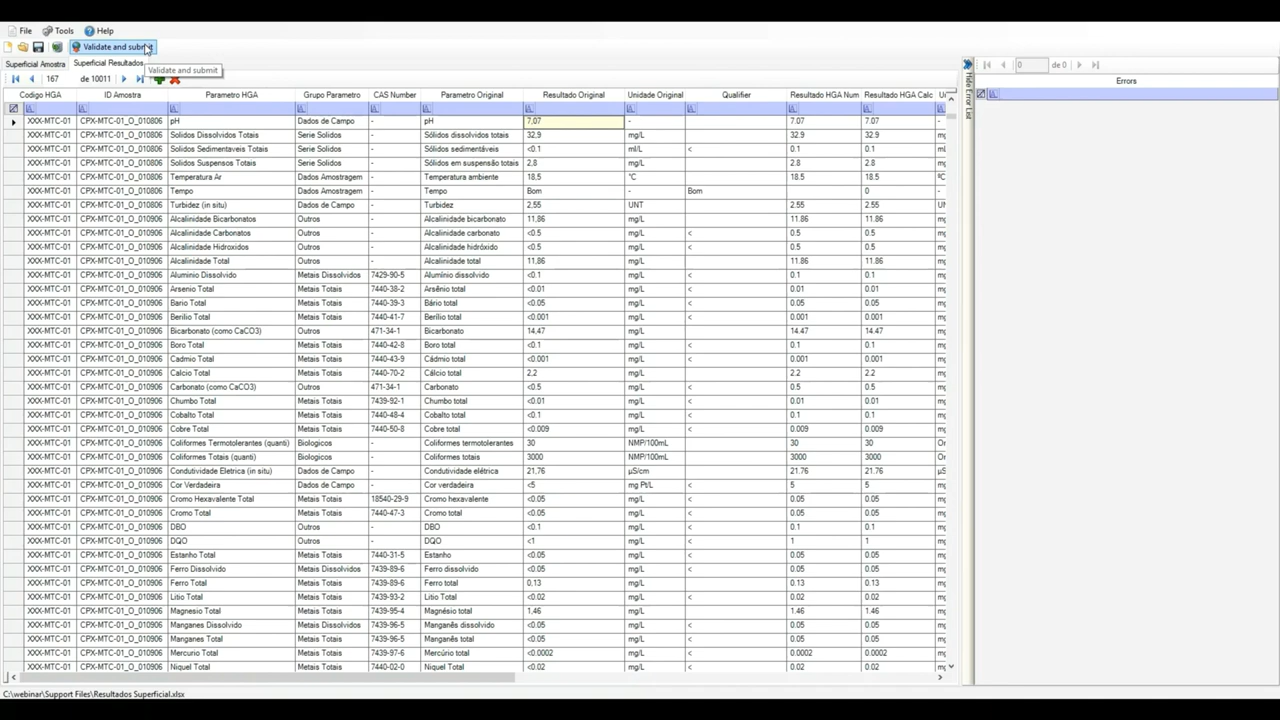 File Tools Help
Validate and submit
Superficial Amostra Superficial Resultados Validate and submit
167 de 10011 0 de 0
Errors
Hide Error List
Codigo HGA ID Amostra Parametro HGA Grupo Parametro CAS Number Parametro Original Resultado Original Unidade Original Qualifier Resultado HGA Num Resultado HGA Calc
XXX-MTC-01 CPX-MTC-01_O_010806 pH Dados de Campo - pH 7.07 - 7.07 7.07 -
XXX-MTC-01 CPX-MTC-01_O_010806 Solidos Dissolvidos Totais Serie Solidos - Sólidos dissolvidos totais 32.9 mg/L 32.9 32.9 mg
XXX-MTC-01 CPX-MTC-01_O_010806 Solidos Sedimentaveis Totais Serie Solidos - Sólidos sedimentáveis <0.1 ml/L < 0.1 0.1 ml
XXX-MTC-01 CPX-MTC-01_O_010806 Solidos Suspensos Totais Serie Solidos - Sólidos em suspensão totais 2,8 mg/L 2.8 2.8 mg
XXX-MTC-01 CPX-MTC-01_O_010806 Temperatura Ar Dados Amostragem - Temperatura ambiente 18.5 °C 18.5 18.5 ºC
XXX-MTC-01 CPX-MTC-01_O_010806 Tempo Dados Amostragem - Tempo Bom - Bom 0 -
XXX-MTC-01 CPX-MTC-01_O_010806 Turbidez (in situ) Dados de Campo - Turbidez 2.55 UNT 2.55 2.55 UN
XXX-MTC-01 CPX-MTC-01_O_010906 Alcalinidade Bicarbonatos Outros - Alcalinidade bicarbonato 11.86 mg/L 11.86 11.86 mg
XXX-MTC-01 CPX-MTC-01_O_010906 Alcalinidade Carbonatos Outros - Alcalinidade carbonato <0.5 mg/L < 0.5 0.5 mg
XXX-MTC-01 CPX-MTC-01_O_010906 Alcalinidade Hidroxidos Outros - Alcalinidade hidróxido <0.5 mg/L < 0.5 0.5 mg
XXX-MTC-01 CPX-MTC-01_O_010906 Alcalinidade Total Outros - Alcalinidade total 11,86 mg/L 11.86 11.86 mg
XXX-MTC-01 CPX-MTC-01_O_010906 Aluminio Dissolvido Metais Dissolvidos 7429-90-5 Alumínio dissolvido <0.1 mg/L < 0.1 0.1 mg
XXX-MTC-01 CPX-MTC-01_O_010906 Arsenio Total Metais Totais 7440-38-2 Arsênio total <0.01 mg/L < 0.01 0.01 mg
XXX-MTC-01 CPX-MTC-01_O_010906 Bario Total Metais Totais 7440-39-3 Bário total <0.05 mg/L < 0.05 0.05 mg
XXX-MTC-01 CPX-MTC-01_O_010906 Berilio Total Metais Totais 7440-41-7 Berílio total <0.001 mg/L < 0.001 0.001 mg
XXX-MTC-01 CPX-MTC-01_O_010906 Bicarbonato (como CaCO3) Outros 471-34-1 Bicarbonato 14.47 mg/L 14.47 14.47 mg
XXX-MTC-01 CPX-MTC-01_O_010906 Boro Total Metais Totais 7440-42-8 Boro total <0.1 mg/L < 0.1 0.1 mg
XXX-MTC-01 CPX-MTC-01_O_010906 Cadmio Total Metais Totais 7440-43-9 Cádmio total <0.001 mg/L < 0.001 0.001 mg
XXX-MTC-01 CPX-MTC-01_O_010906 Calcio Total Metais Totais 7440-70-2 Cálcio total 2,2 mg/L 2.2 2.2 mg
XXX-MTC-01 CPX-MTC-01_O_010906 Carbonato (como CaCO3) Outros 471-34-1 Carbonato <0.5 mg/L < 0.5 0.5 mg
XXX-MTC-01 CPX-MTC-01_O_010906 Chumbo Total Metais Totais 7439-92-1 Chumbo total <0.01 mg/L < 0.01 0.01 mg
XXX-MTC-01 CPX-MTC-01_O_010906 Cobalto Total Metais Totais 7440-48-4 Cobalto total <0.1 mg/L < 0.1 0.1 mg
XXX-MTC-01 CPX-MTC-01_O_010906 Cobre Total Metais Totais 7440-50-8 Cobre total <0.009 mg/L < 0.009 0.009 mg
XXX-MTC-01 CPX-MTC-01_O_010906 Coliformes Termotolerantes (quanti) Biologicos - Coliformes termotolerantes 30 NMP/100mL 30 30 Or
XXX-MTC-01 CPX-MTC-01_O_010906 Coliformes Totais (quanti) Biologicos - Coliformes totais 3000 NMP/100mL 3000 3000 Or
XXX-MTC-01 CPX-MTC-01_O_010906 Condutividade Eletrica (in situ) Dados de Campo - Condutividade elétrica 21.76 µS/cm 21.76 21.76 µS
XXX-MTC-01 CPX-MTC-01_O_010906 Cor Verdadeira Dados de Campo - Cor verdadeira <5 mg Pt/L < 5 5 mg
XXX-MTC-01 CPX-MTC-01_O_010906 Cromo Hexavalente Total Metais Totais 18540-29-9 Cromo hexavalente <0.05 mg/L < 0.05 0.05 mg
XXX-MTC-01 CPX-MTC-01_O_010906 Cromo Total Metais Totais 7440-47-3 Cromo total <0.05 mg/L < 0.05 0.05 mg
XXX-MTC-01 CPX-MTC-01_O_010906 DBO Outros - DBO <0.1 mg/L < 0.1 0.1 mg
XXX-MTC-01 CPX-MTC-01_O_010906 DQO Outros - DQO <1 mg/L < 1 1 mg
XXX-MTC-01 CPX-MTC-01_O_010906 Estanho Total Metais Totais 7440-31-5 Estanho <0.05 mg/L < 0.05 0.05 mg
XXX-MTC-01 CPX-MTC-01_O_010906 Ferro Dissolvido Metais Dissolvidos 7439-89-6 Ferro dissolvido <0.05 mg/L < 0.05 0.05 mg
XXX-MTC-01 CPX-MTC-01_O_010906 Ferro Total Metais Totais 7439-89-6 Ferro total 0,13 mg/L 0.13 0.13 mg
XXX-MTC-01 CPX-MTC-01_O_010906 Litio Total Metais Totais 7439-93-2 Lítio total <0.02 mg/L < 0.02 0.02 mg
XXX-MTC-01 CPX-MTC-01_O_010906 Magnesio Total Metais Totais 7439-95-4 Magnésio total 1.46 mg/L 1.46 1.46 mg
XXX-MTC-01 CPX-MTC-01_O_010906 Manganes Dissolvido Metais Dissolvidos 7439-96-5 Manganês dissolvido <0.05 mg/L < 0.05 0.05 mg
XXX-MTC-01 CPX-MTC-01_O_010906 Manganes Total Metais Totais 7439-96-5 Manganês total <0.05 mg/L < 0.05 0.05 mg
XXX-MTC-01 CPX-MTC-01_O_010906 Mercurio Total Metais Totais 7439-97-6 Mercúrio total <0.0002 mg/L < 0.0002 0.0002 mg
XXX-MTC-01 CPX-MTC-01_O_010906 Niquel Total Metais Totais 7440-02-0 Niquel Total <0.02 mg/L < 0.02 0.02 mg
C:\webinar\Support Files\Resultados Superficial.xlsx